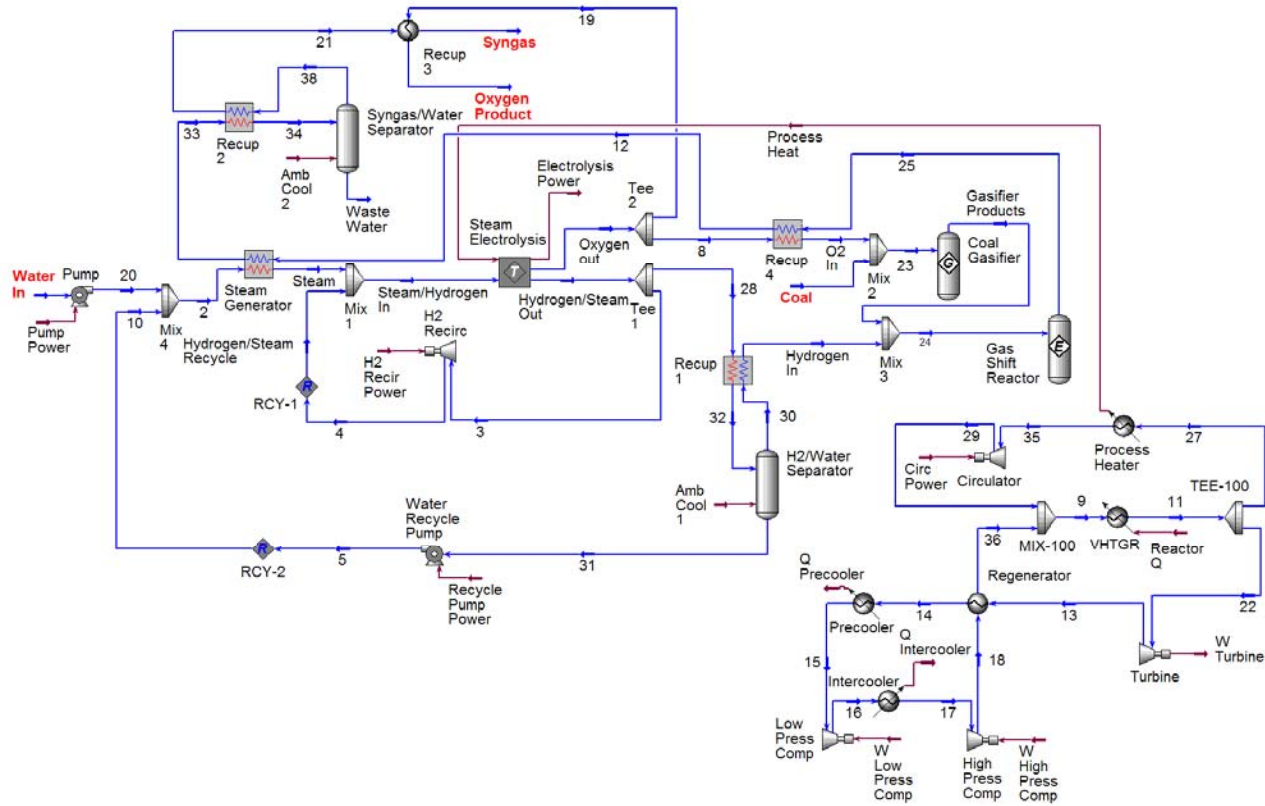 19
21
Syngas
Recup
3
38
Oxygen
Product
Syngas/Water
Separator
33
34
Recup
2
12
Process
Heat
25
Amb
Cool
2
Waste
Water
Electrolysis
Power
Tee
2
Steam
Electrolysis
Oxygen
out
8
Recup
4
O2
In
Mix
2
23
Gasifier
Products
Coal
Gasifier
G
Water
In
Pump
20
Steam
Generator
Steam
T
Coal
Pump
Power
10
Mix
4
2
Hydrogen/Steam
Recycle
Mix
1
Steam/Hydrogen
In
Hydrogen/Steam
Out
Tee
1
28
H2
Recirc
H2
Recir
Power
Recup
1
Hydrogen
In
Mix
3
24
Gas
Shift
Reactor
E
R
RCY-1
4
3
32
30
H2/Water
Separator
Amb
Cool
1
29
35
27
Process
Heater
Circ
Power
Circulator
TEE-100
9
11
36
MIX-100
VHTGR
Reactor
Q
Water
Recycle
Pump
R
RCY-2
5
31
Recycle
Pump
Power
Q
Precooler
Regenerator
14
13
22
Precooler
15
Q
Intercooler
Intercooler
18
W
Turbine
Turbine
16
17
Low
Press
Comp
W
Low
Press
Comp
High
Press
Comp
W
High
Press
Comp